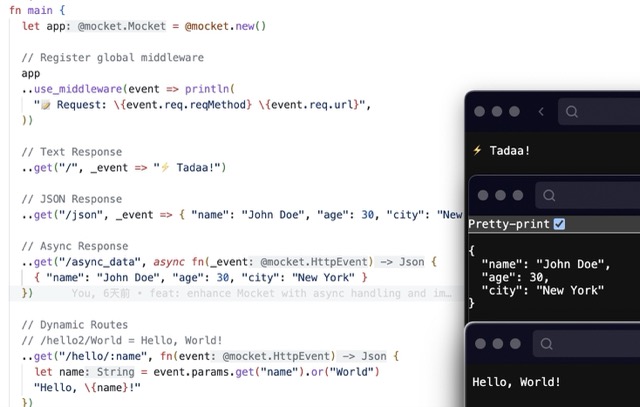 fn main {
let app: @mocket.Mocket = @mocket.new()
// Register global middleware
app
..use_middleware(event => println(
"📝 Request: \{event.req.reqMethod} \{event.req.url}",
))
// Text Response
..get("/", _event => "⚡ Tadaa!")
// JSON Response
..get("/json", _event => { "name": "John Doe", "age": 30, "city": "New
// Async Response
..get("/async_data", async fn(_event: @mocket.HttpEvent) -> Json {
{ "name": "John Doe", "age": 30, "city": "New York" }
})
You, 6天前 • feat: enhance Mocket with async handling and im…
// Dynamic Routes
// /hello2/World = Hello, World!
..get("/hello/:name", fn(event: @mocket.HttpEvent) -> Json {
let name: String = event.params.get("name").or("World")
"Hello, \{name}!"
})
⚡ Tadaa!
Pretty-print
{
"name": "John Doe",
"age": 30,
"city": "New York"
}
Hello, World!